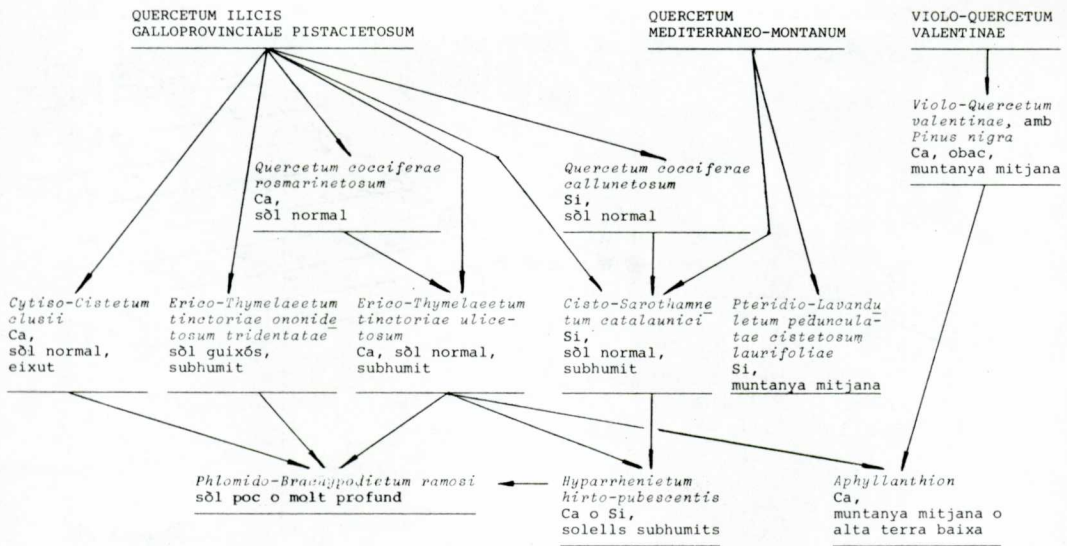 QUERCETUM ILICIS
GALLOPROVINCIALE PISTACIETOSUM
QUERCETUM
MEDITERRANEO-MONTANUM
VIOLO-QUERCETUM
VALENTINAE
Violo-Quercetum
valentinae, amb
Pinus nigra
Ca, obac,
muntanya mitjana
Quercetum cocciferae
rosmarinetosum
Ca,
sòl normal
Quercetum cocciferae
callunetosum
Si,
sòl normal
Cytiso-Cistetum
clusii
Ca,
sòl normal,
eixut
Erico-Thymelaeetum
tinctoriae ononide
tosum tridentatae
sòl guixós,
subhumit
Erico-Thymelaeetum
tinctoriae ulice-
tosum
Ca, sòl normal,
subhumit
Cisto-Sarothamne
tum catalaunici
Si,
sòl normal,
subhumit
Pteridio-Lavandu
letum peduncula-
tae cistetosum
laurifoliae
Si,
muntanya mitjana
Phlomido-Brachypodietum ramosi
sòl poc o molt profund
Hyparrhenietum
hirto-pubescentis
Ca o Si,
solells subhumits
Aphyllanthion
Ca,
muntanya mitjana o
alta terra baixa